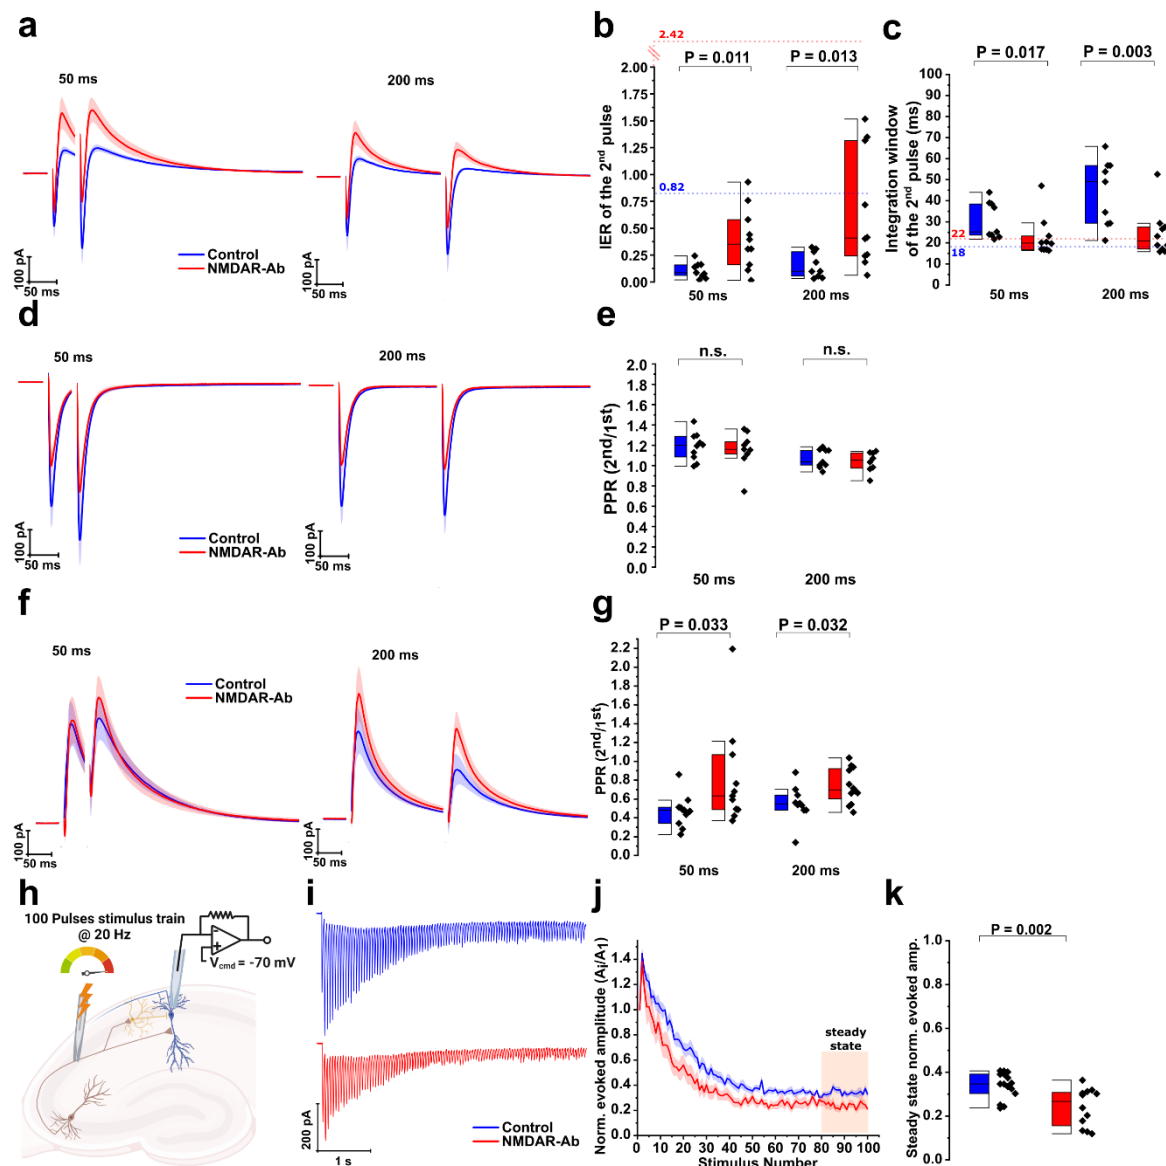 a
50 ms
200 ms
Control
NMDAR-Ab
100 pA
50 ms
100 pA
50 ms
b
2.42
P = 0.011
P = 0.013
IER of the 2nd pulse
2.00
1.75
1.50
1.25
1.00
0.75
0.50
0.25
0.00
0.82
50 ms
200 ms
c
P = 0.017
P = 0.003
Integration window
of the 2nd pulse (ms)
100
90
80
70
60
50
40
30
20
10
0
22
18
50 ms
200 ms
d
50 ms
200 ms
Control
NMDAR-Ab
100 pA
50 ms
100 pA
50 ms
e
n.s.
n.s.
PPR (2nd/1st)
2.0
1.8
1.6
1.4
1.2
1.0
0.8
0.6
0.4
0.2
0.0
50 ms
200 ms
f
50 ms
200 ms
Control
NMDAR-Ab
100 pA
50 ms
100 pA
50 ms
g
P = 0.033
P = 0.032
PPR (2nd/1st)
2.2
2.0
1.8
1.6
1.4
1.2
1.0
0.8
0.6
0.4
0.2
0.0
50 ms
200 ms
h
100 Pulses stimulus train
@ 20 Hz
Vcmd = -70 mV
i
200 pA
1 s
Control
NMDAR-Ab
j
Norm. evoked amplitude (Ai/A1)
1.4
1.2
1.0
0.8
0.6
0.4
0.2
0.0
steady
state
0 10 20 30 40 50 60 70 80 90 100
Stimulus Number
k
P = 0.002
Steady state norm. evoked amp.
1.0
0.8
0.6
0.4
0.2
0.0